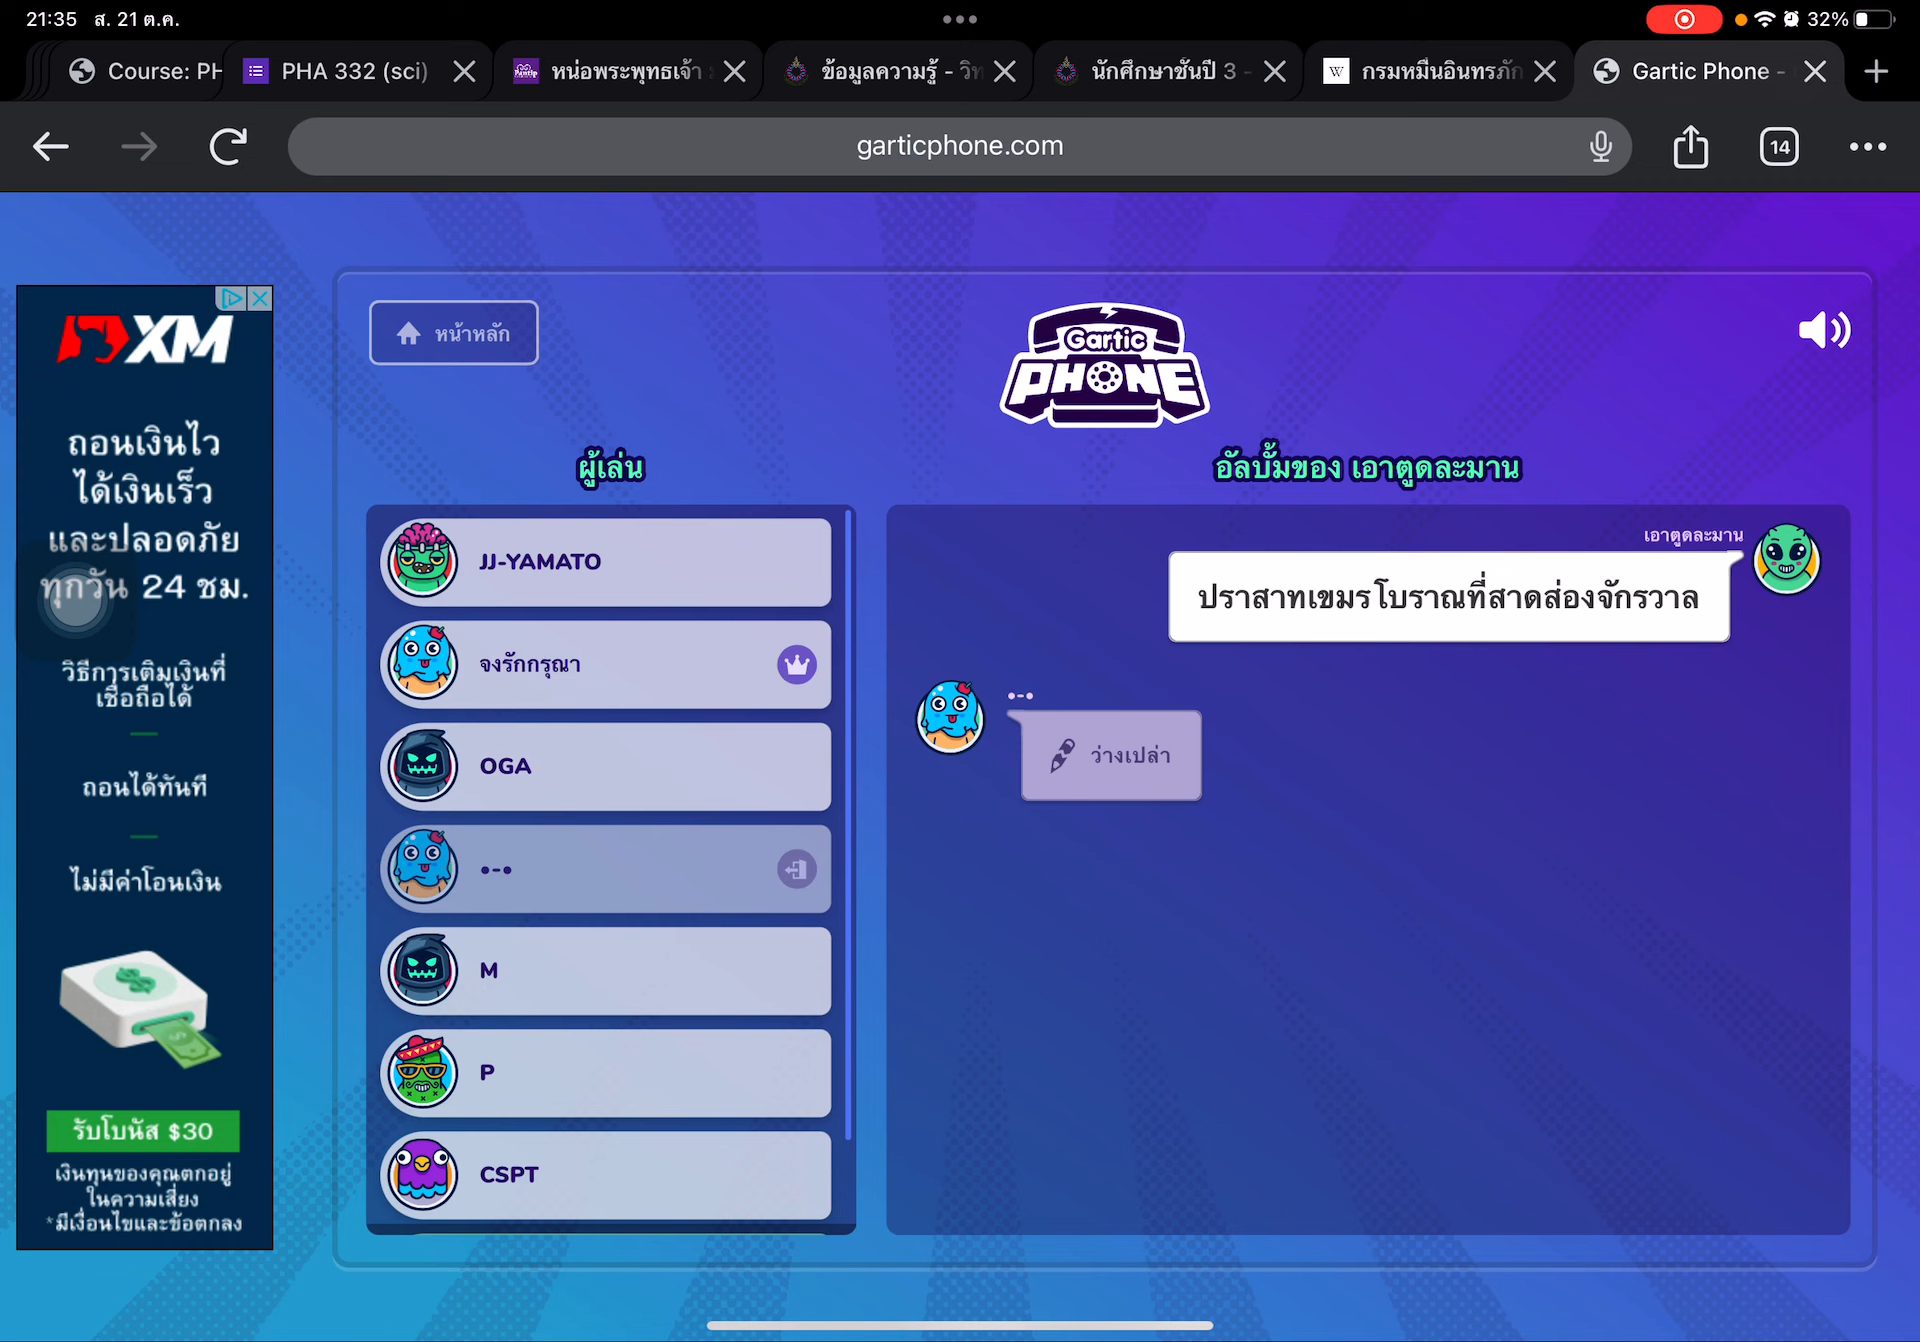 21:35 ส. 21 ต.ค.
32%
Course: PH
PHA 332 (sci)
หน่อพระพุทธเจ้า
ข้อมูลความรู้ - วิท
นักศึกษาชั้นปี 3 -
W กรมหมื่นอินทรภัก
Gartic Phone -
garticphone.com
14
XM
ถอนเงินไว
ได้เงินเร็ว
และปลอดภัย
ทุกวัน 24 ชม.
วิธีการเติมเงินที่
เชื่อถือได้
ถอนได้ทันที
ไม่มีค่าโอนเงิน
รับโบนัส $30
เงินทุนของคุณตกอยู่
ในความเสี่ยง
*มีเงื่อนไขและข้อตกลง
หน้าหลัก
Gartic
PHONE
ผู้เล่น
JJ-YAMATO
จงรักกรุณา
OGA
•-•
M
P
CSPT
อัลบั้มของ เอาตูดละมาน
เอาตูดละมาน
ปราสาทเขมรโบราณที่สาดส่องจักรวาล
•-•
ว่างเปล่า